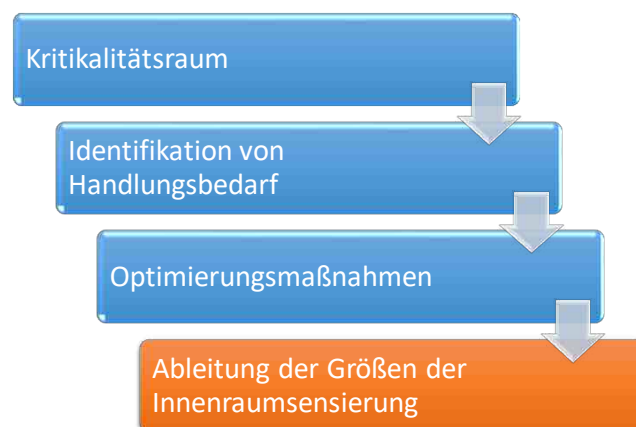 Kritikalitätsraum
Identifikation von
Handlungsbedarf
Optimierungsmaßnahmen
Ableitung der Größen der
Innenraumsensierung